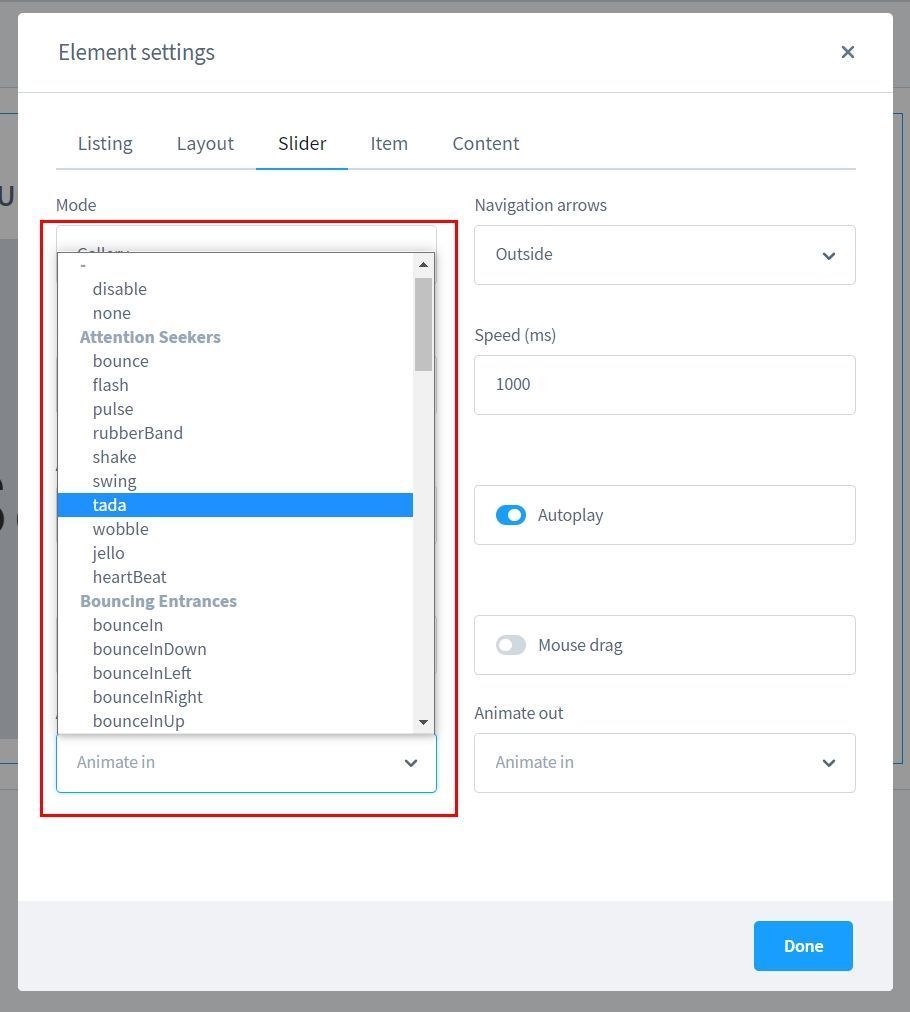 Element settings
Listing Layout Slider Item Content
Mode
Navigation arrows
Outside
-
disable
none
Attention Seekers
bounce
flash
pulse
rubberBand
shake
swing
tada
wobble
jello
heartBeat
Bouncing Entrances
bounceIn
bounceInDown
bounceInLeft
bounceInRight
bounceInUp
Animate in
Speed (ms)
1000
Autoplay
Mouse drag
Animate out
Animate in
Done